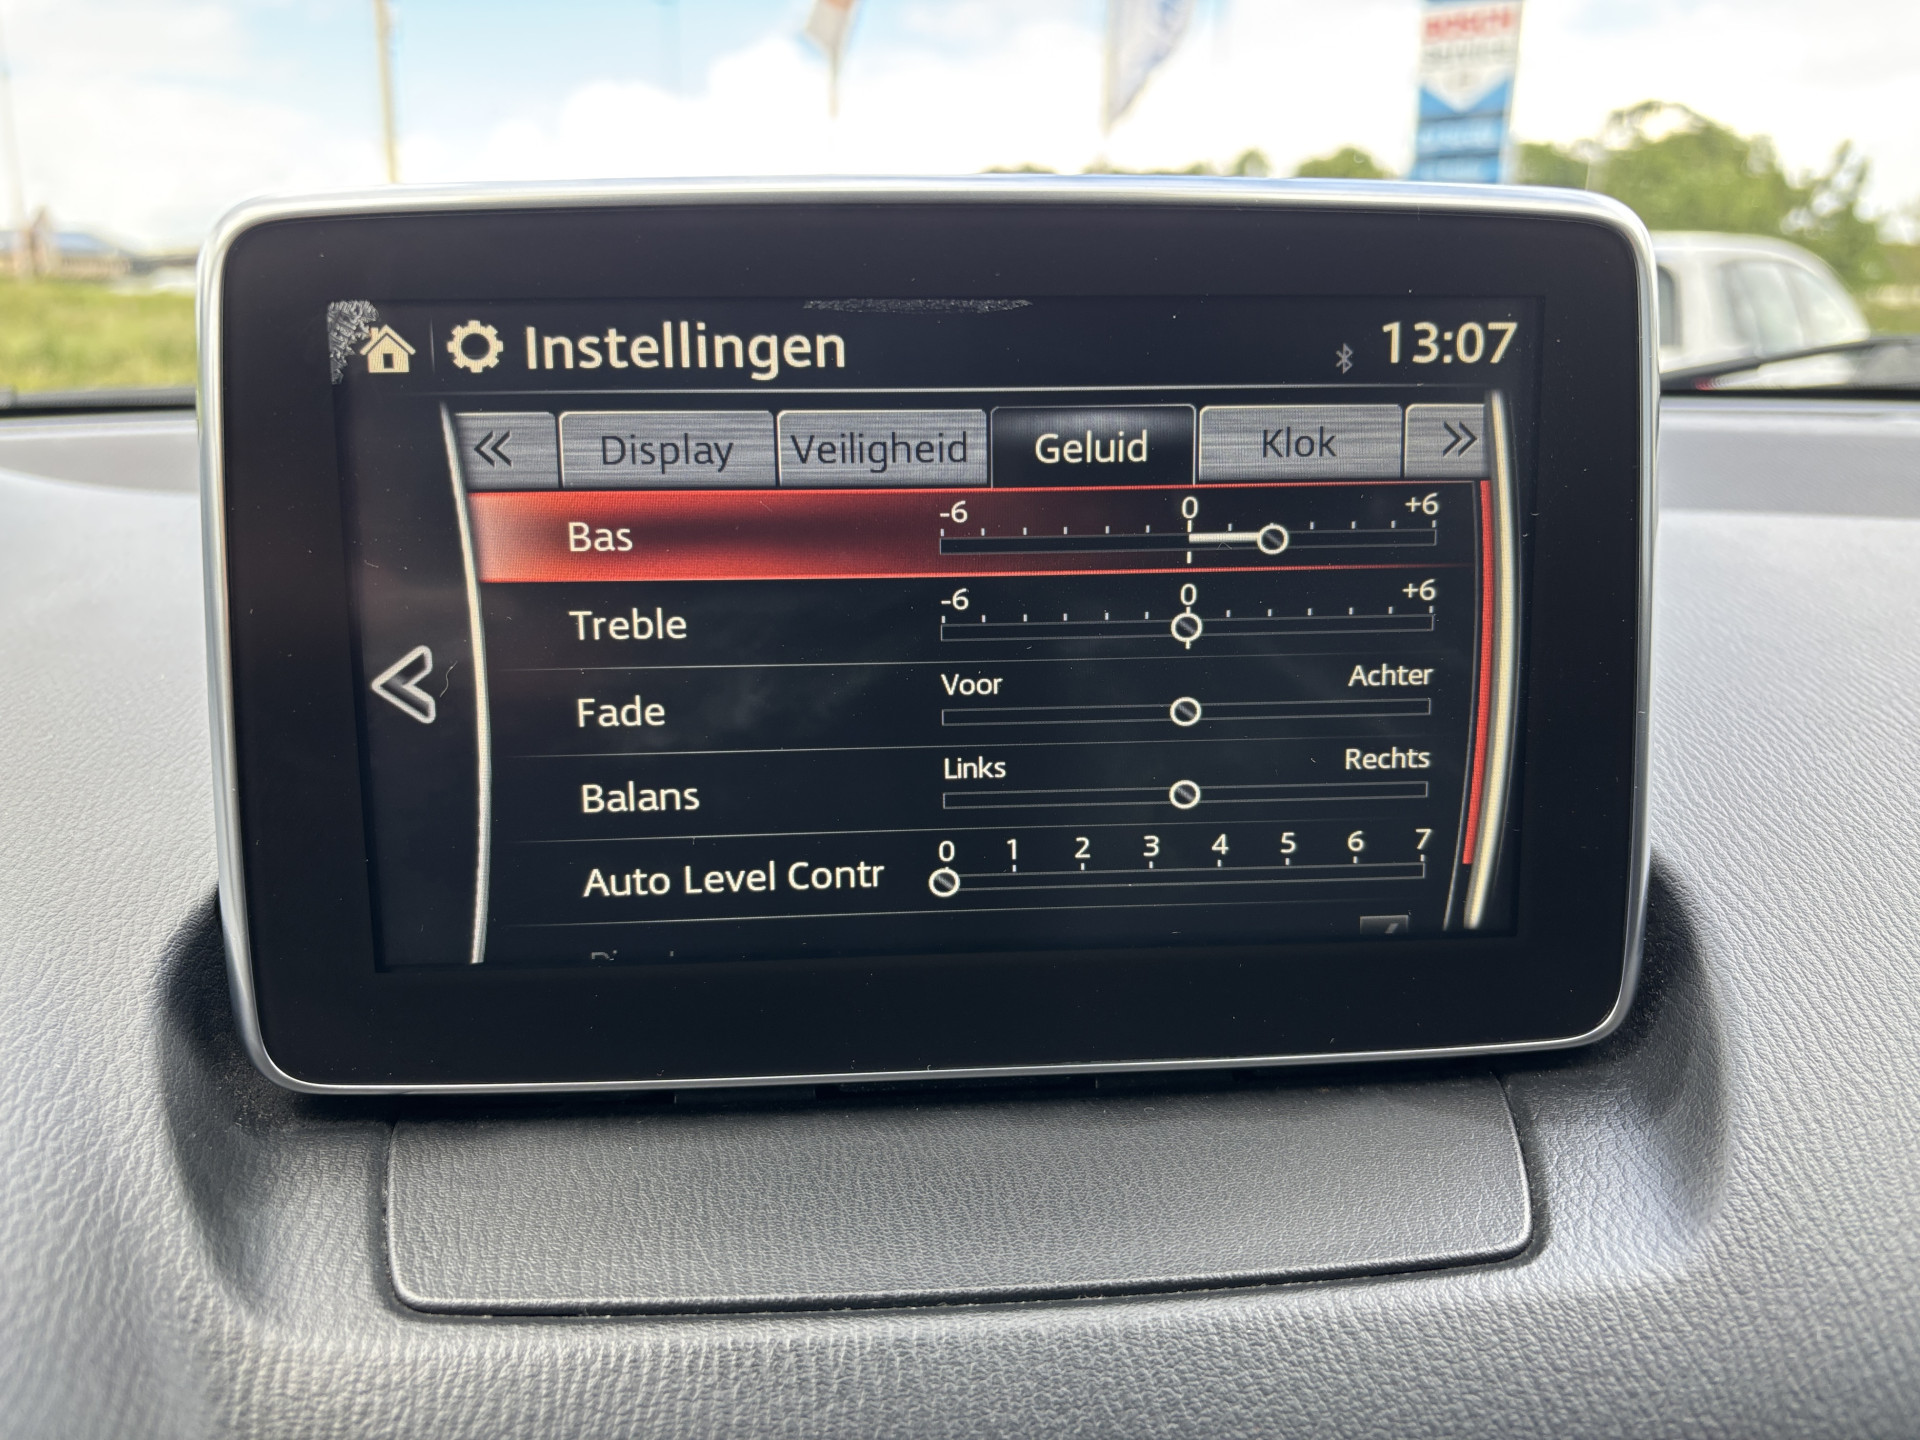 Instellingen 13:07
« Display Veiligheid Geluid Klok »
Bas -6 0 +6
Treble -6 0 +6
Fade Voor Achter
Balans Links Rechts
Auto Level Contr 0 1 2 3 4 5 6 7